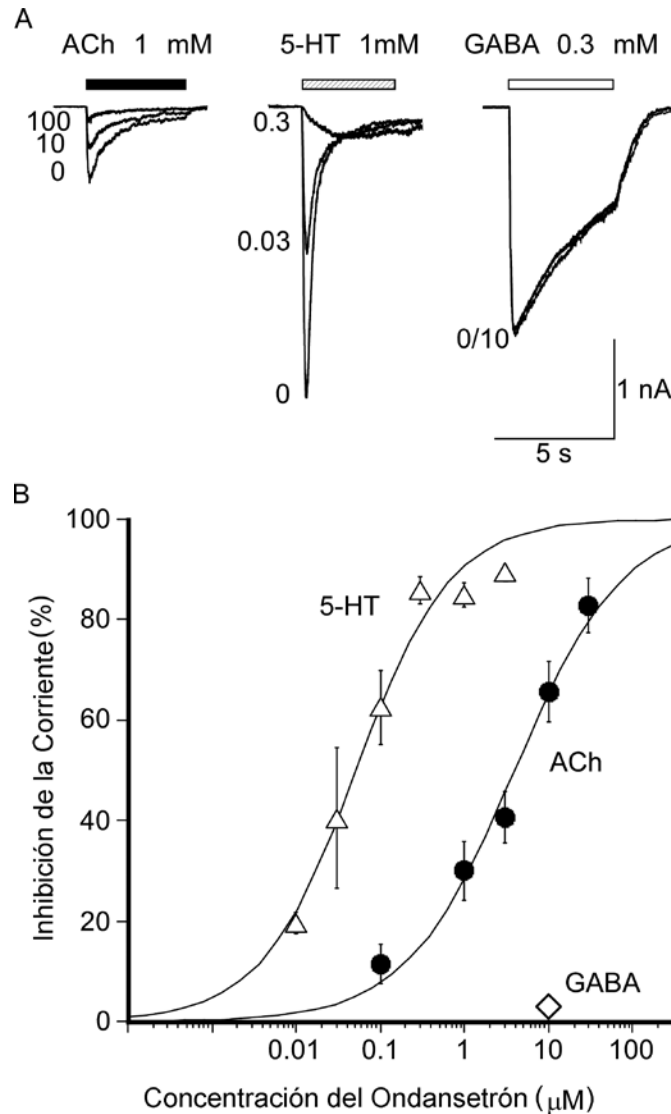 A
ACh 1 mM
5-HT 1mM
GABA 0.3 mM
100
10
0
0.3
0.03
0
0/10
1 nA
5 s
B
100
80
60
40
20
0
Inhibición de la Corriente (%)
5-HT
ACh
GABA
0.01
0.1
1
10
100
Concentración del Ondansetrón (μM)